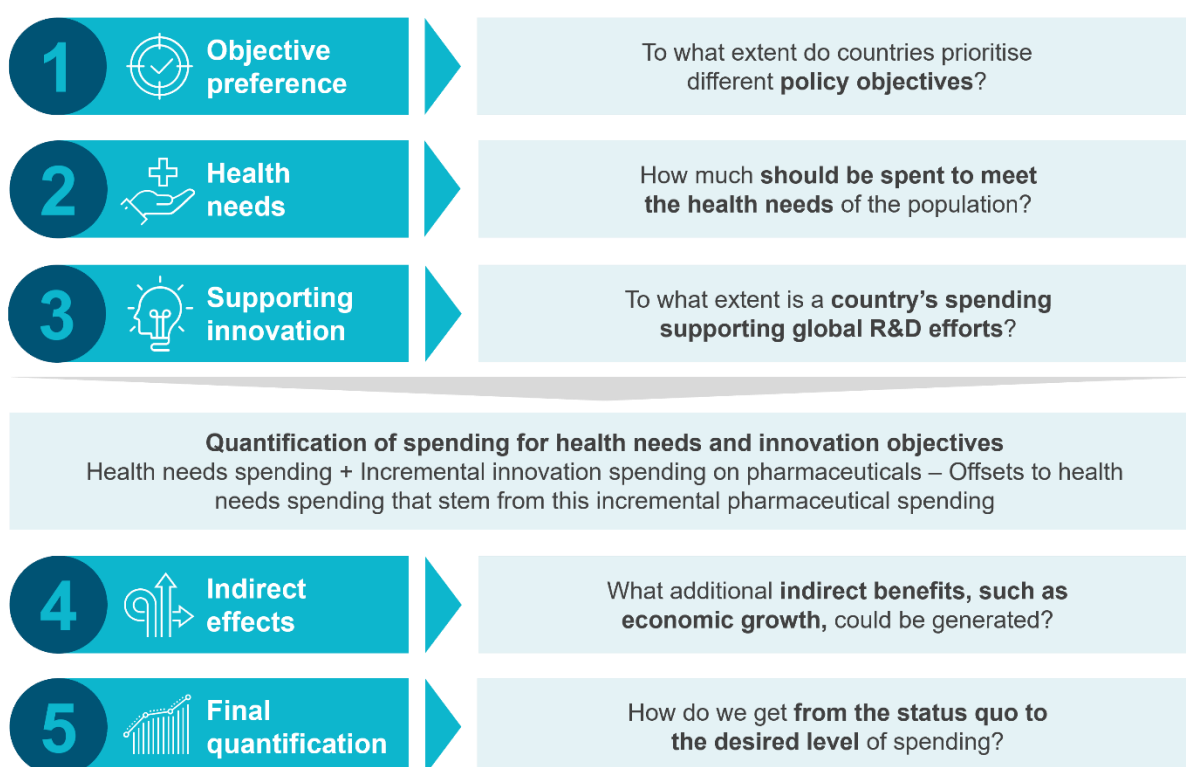 1
Objective
preference
To what extent do countries prioritise
different policy objectives?
2
Health
needs
How much should be spent to meet
the health needs of the population?
3
Supporting
innovation
To what extent is a country's spending
supporting global R&D efforts?
Quantification of spending for health needs and innovation objectives
Health needs spending + Incremental innovation spending on pharmaceuticals – Offsets to health
needs spending that stem from this incremental pharmaceutical spending
4
Indirect
effects
What additional indirect benefits, such as
economic growth, could be generated?
5
Final
quantification
How do we get from the status quo to
the desired level of spending?